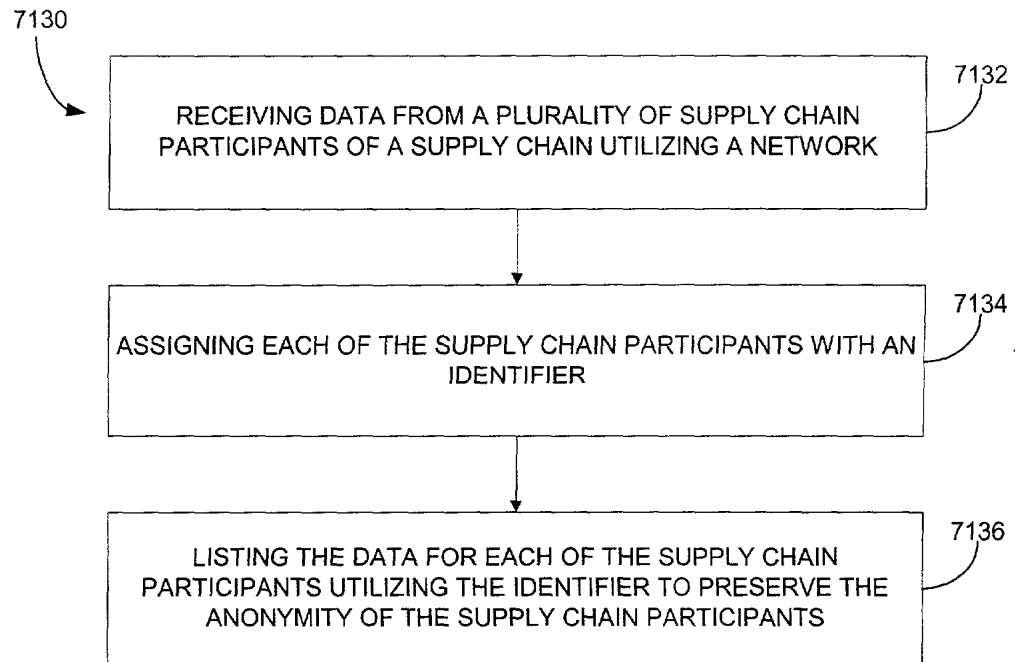 7130
7132
RECEIVING DATA FROM A PLURALITY OF SUPPLY CHAIN
PARTICIPANTS OF A SUPPLY CHAIN UTILIZING A NETWORK
7134
ASSIGNING EACH OF THE SUPPLY CHAIN PARTICIPANTS WITH AN
IDENTIFIER
7136
LISTING THE DATA FOR EACH OF THE SUPPLY CHAIN
PARTICIPANTS UTILIZING THE IDENTIFIER TO PRESERVE THE
ANONYMITY OF THE SUPPLY CHAIN PARTICIPANTS